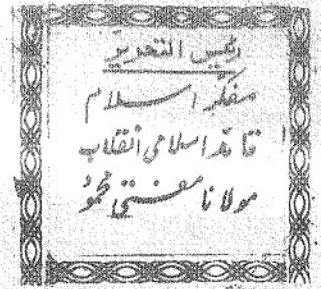 رئیس التحریر
مفکر اسلام
قائد اسلامی انقلاب
مولانا مفتی محمود